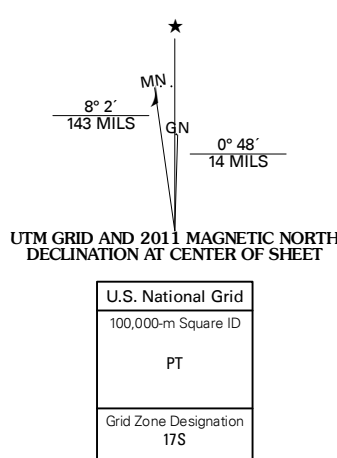 MN
GN
8° 2´
143 MILS
0° 48´
14 MILS
UTM GRID AND 2011 MAGNETIC NORTH
DECLINATION AT CENTER OF SHEET
U.S. National Grid
100,000-m Square ID
PT
Grid Zone Designation
17S